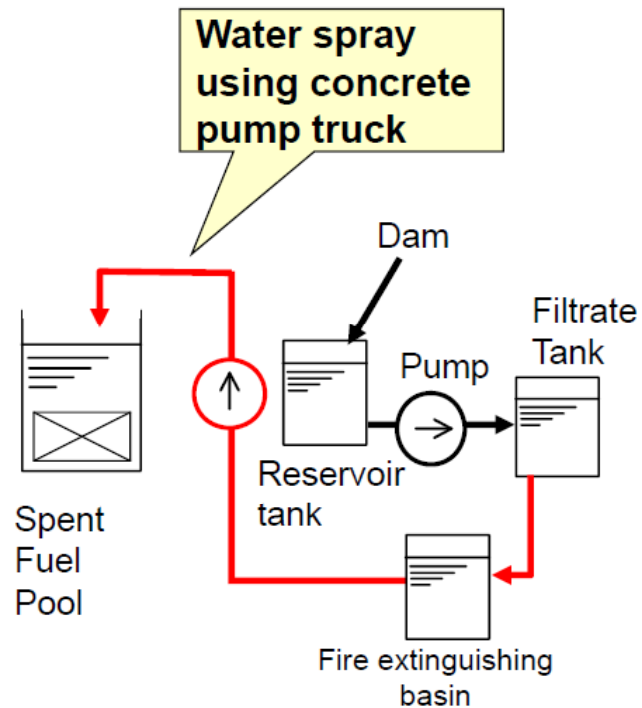 Water spray
using concrete
pump truck
Dam
Filtrate
Tank
Pump
Reservoir
tank
Spent
Fuel
Pool
Fire extinguishing
basin